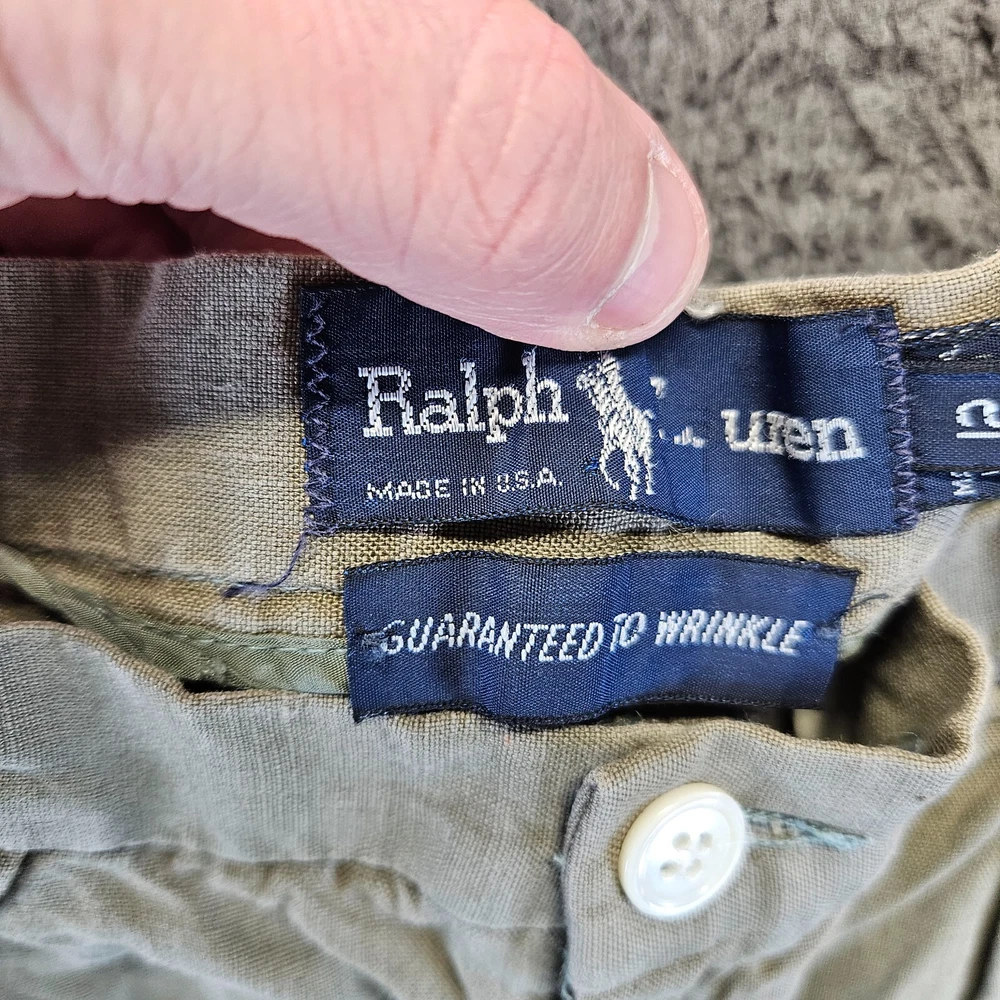 Ralph uren
MADE IN U.S.A.
GUARANTEED TO WRINKLE